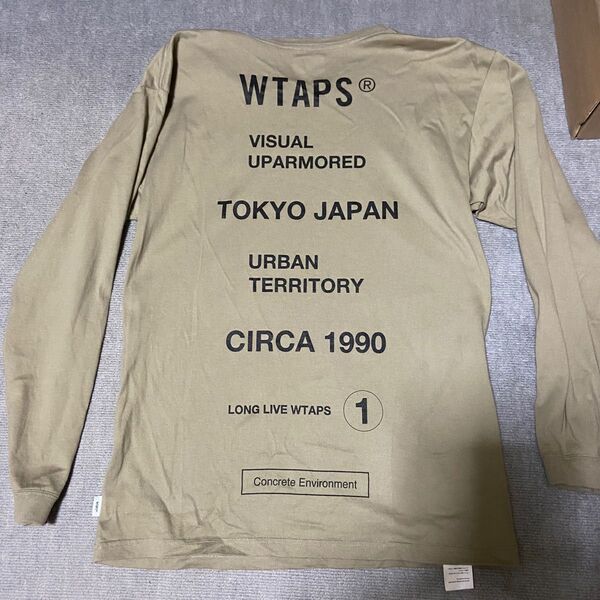 WTAPS®
VISUAL
UPARMORED
TOKYO JAPAN
URBAN
TERRITORY
CIRCA 1990
LONG LIVE WTAPS 1
Concrete Environment